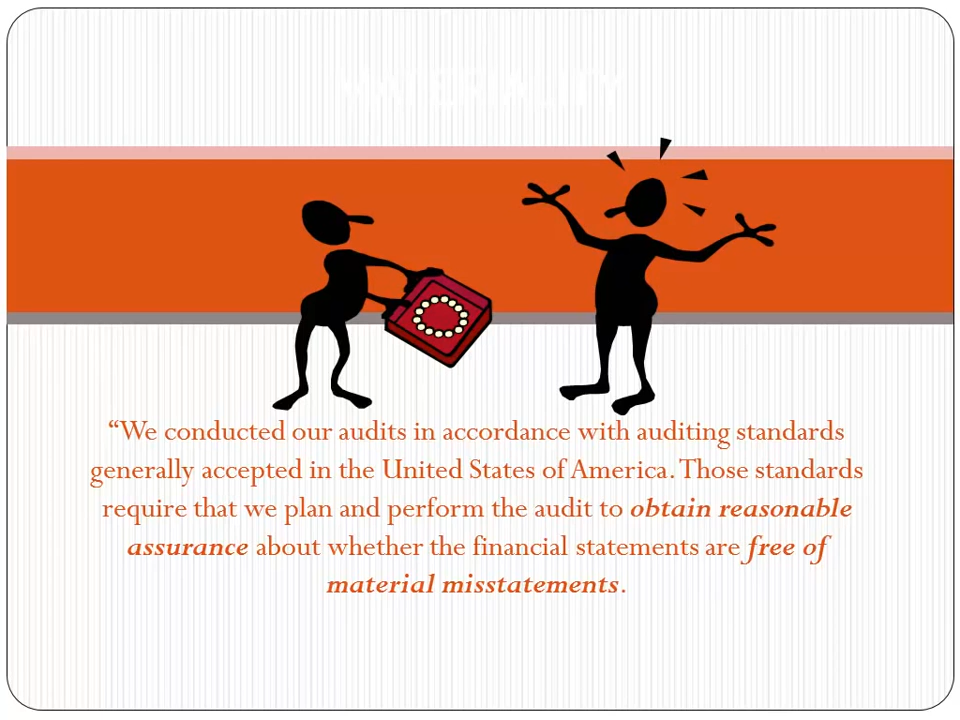 MATERIALITY
“We conducted our audits in accordance with auditing standards
generally accepted in the United States of America. Those standards
require that we plan and perform the audit to obtain reasonable
assurance about whether the financial statements are free of
material misstatements.